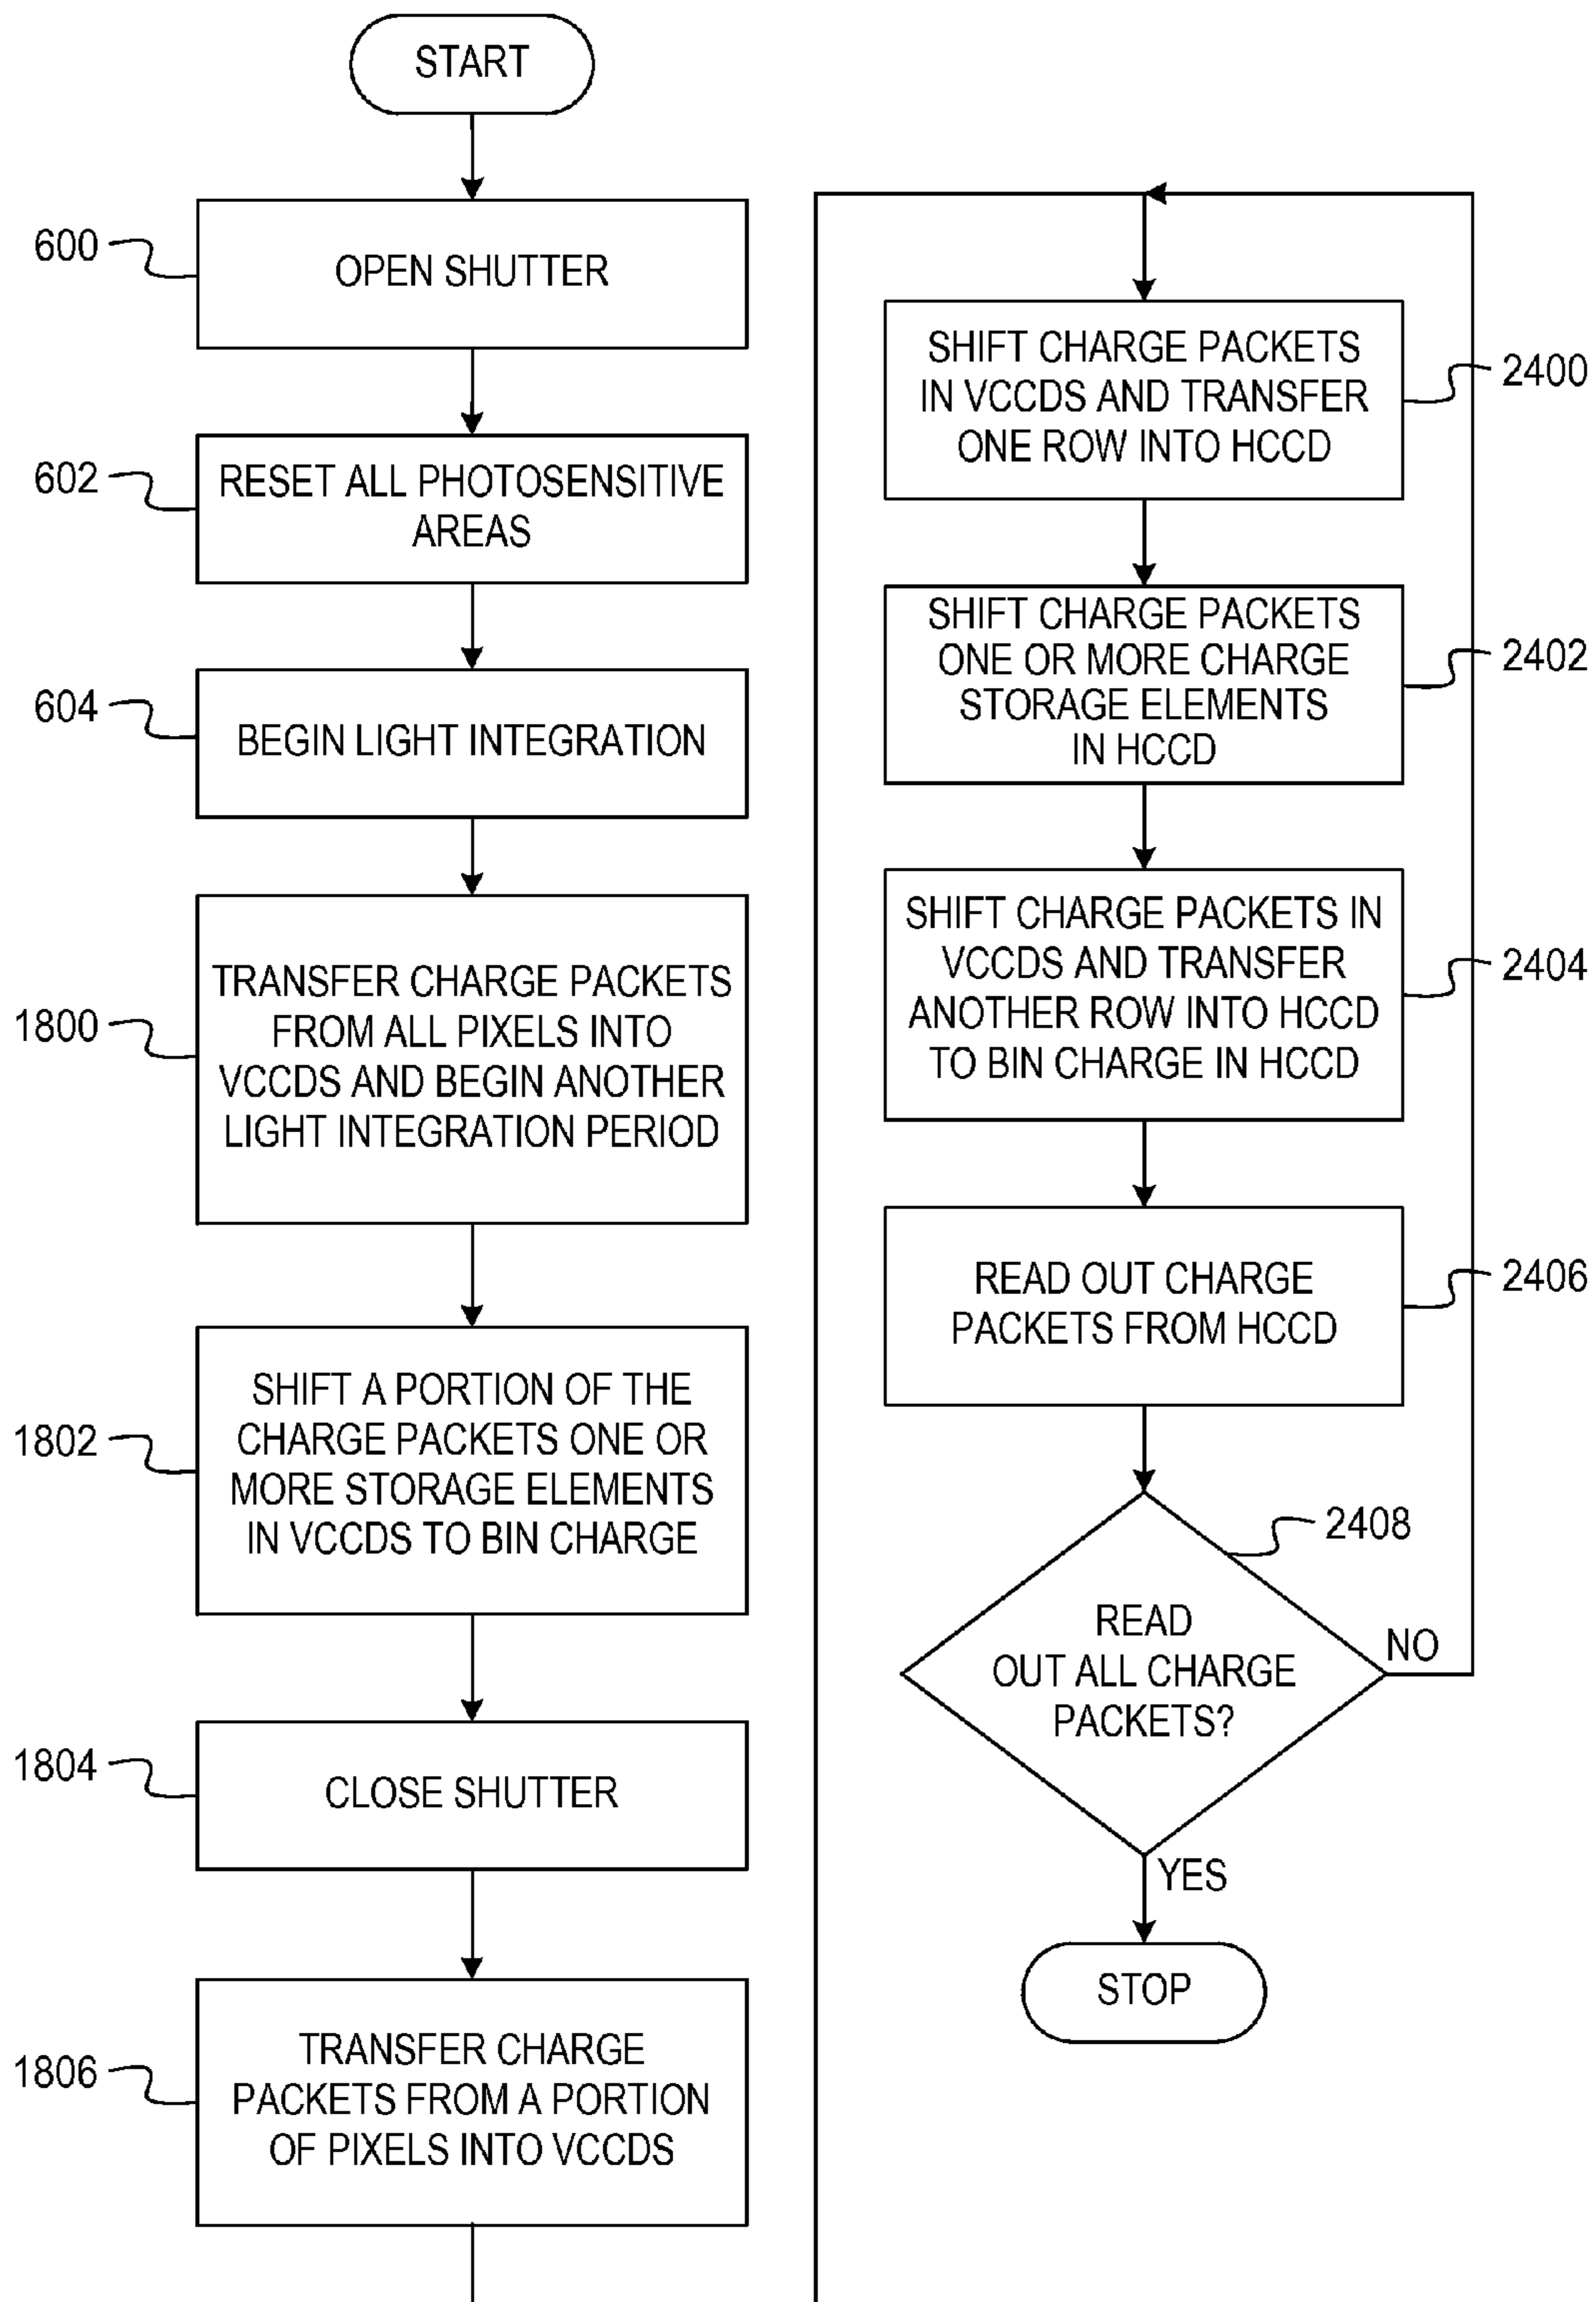 START
600
OPEN SHUTTER
602
RESET ALL PHOTOSENSITIVE
AREAS
604
BEGIN LIGHT INTEGRATION
1800
TRANSFER CHARGE PACKETS
FROM ALL PIXELS INTO
VCCDS AND BEGIN ANOTHER
LIGHT INTEGRATION PERIOD
1802
SHIFT A PORTION OF THE
CHARGE PACKETS ONE OR
MORE STORAGE ELEMENTS
IN VCCDS TO BIN CHARGE
1804
CLOSE SHUTTER
1806
TRANSFER CHARGE
PACKETS FROM A PORTION
OF PIXELS INTO VCCDS
SHIFT CHARGE PACKETS
IN VCCDS AND TRANSFER
ONE ROW INTO HCCD
2400
SHIFT CHARGE PACKETS
ONE OR MORE CHARGE
STORAGE ELEMENTS
IN HCCD
2402
SHIFT CHARGE PACKETS IN
VCCDS AND TRANSFER
ANOTHER ROW INTO HCCD
TO BIN CHARGE IN HCCD
2404
READ OUT CHARGE
PACKETS FROM HCCD
2406
2408
READ
OUT ALL CHARGE
PACKETS?
NO
YES
STOP